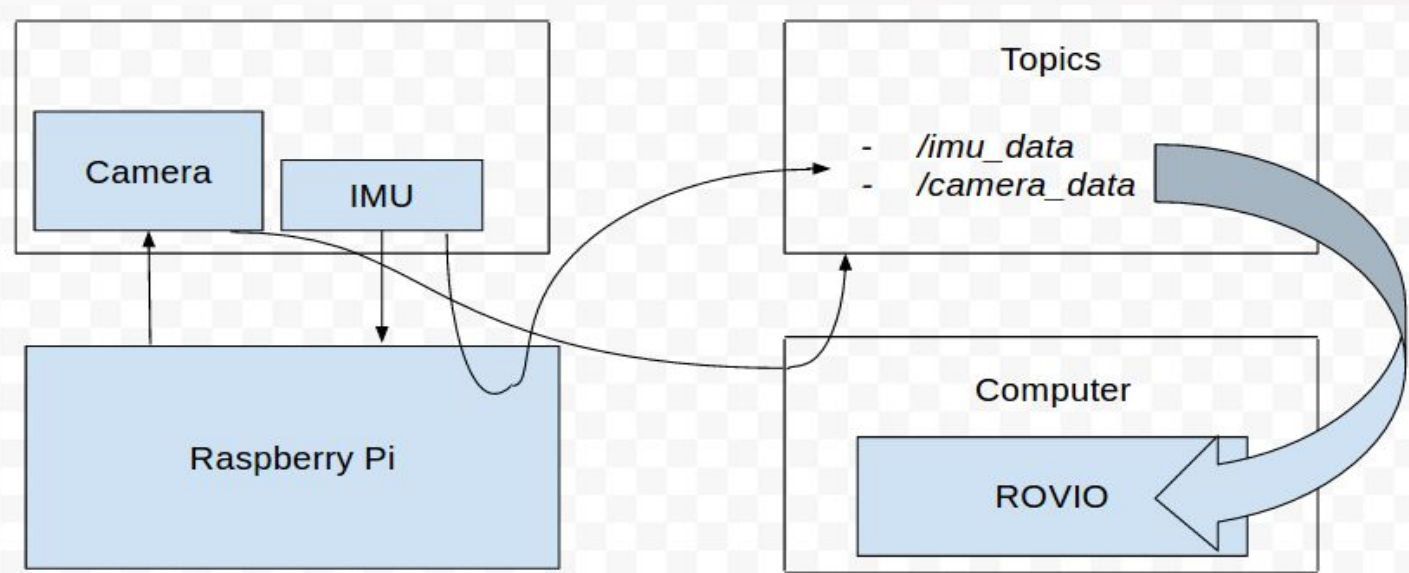 Camera
IMU
Raspberry Pi
Topics
- /imu_data
- /camera_data
Computer
ROVIO